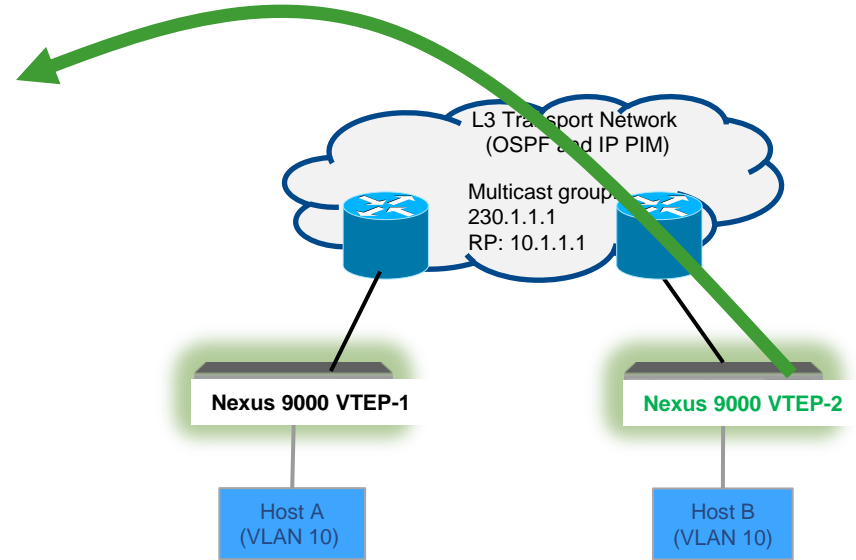 L3 Transport Network
(OSPF and IP PIM)
Multicast group:
230.1.1.1
RP: 10.1.1.1
Nexus 9000 VTEP-1
Nexus 9000 VTEP-2
Host A
(VLAN 10)
Host B
(VLAN 10)